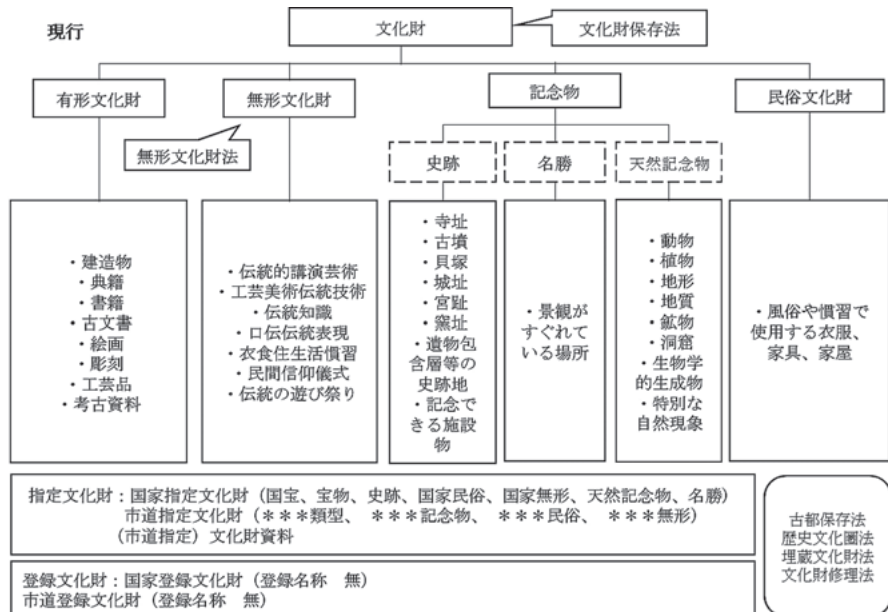 現行
文化財
文化財保存法
有形文化財
無形文化財
記念物
民俗文化財
無形文化財法
史跡
名勝
天然記念物
・建造物
・典籍
・書籍
・古文書
・絵画
・彫刻
・工芸品
・考古資料
・伝統的講演芸術
・工芸美術伝統技術
・伝統知識
・口伝伝統表現
・衣食住生活慣習
・民間信仰儀式
・伝統の遊び祭り
・寺址
・古墳
・貝塚
・城址
・宮趾
・窯址
・遺物包
含層等の
史跡地
・記念で
きる施設
物
・景観が
すぐれて
いる場所
・動物
・植物
・地形
・地質
・鉱物
・洞窟
・生物学
的生成物
・特別な
自然現象
・風俗や慣習で
使用する衣服、
家具、家屋
指定文化財：国家指定文化財（国宝、宝物、史跡、国家民俗、国家無形、天然記念物、名勝）
市道指定文化財（＊＊＊類型、＊＊＊記念物、＊＊＊民俗、＊＊＊無形）
（市道指定）文化財資料
登録文化財：国家登録文化財（登録名称　無）
市道登録文化財（登録名称　無）
古都保存法
歴史文化圏法
埋蔵文化財法
文化財修理法